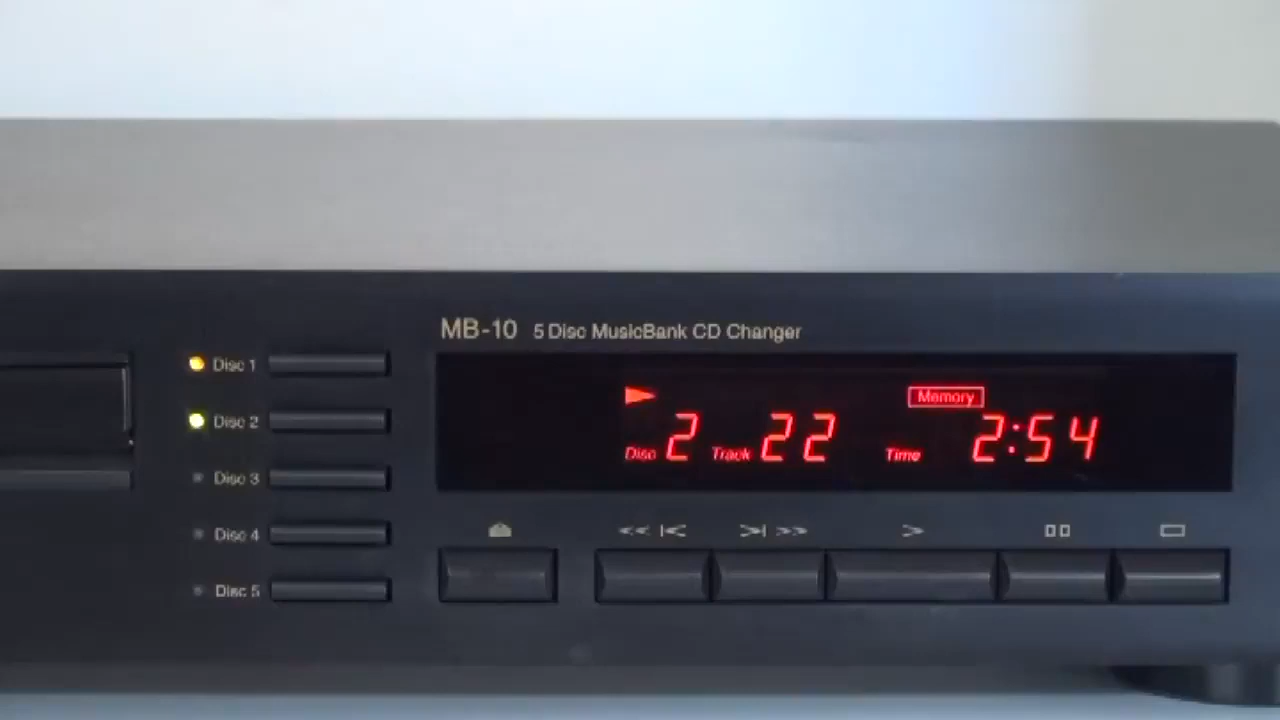 MB-10 5 Disc MusicBank CD Changer
Disc 1
Disc 2
Disc 3
Disc 4
Disc 5
Memory
Disc 2 Track 22 Time 2:54